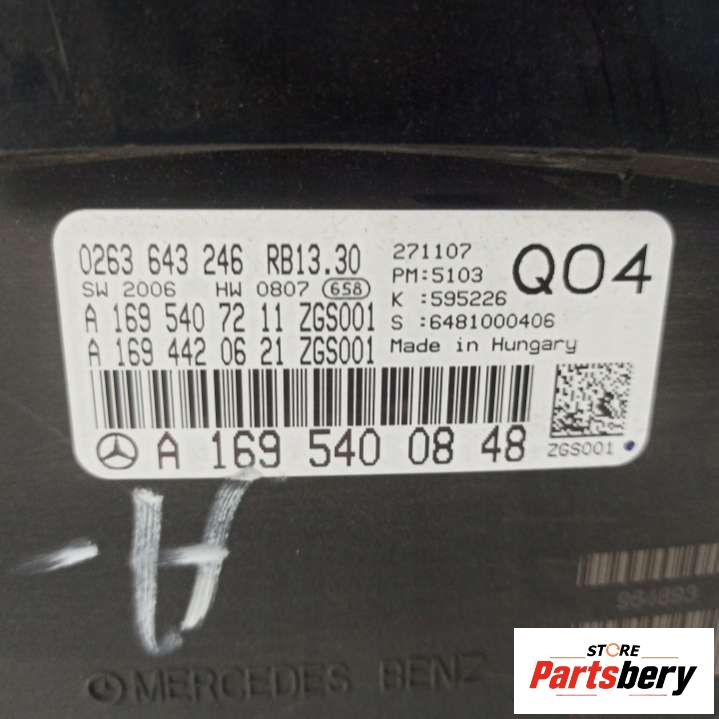 0263 643 246 RB13.30
SW 2006 HW 0807 658
A 169 540 72 11 ZGS001
A 169 442 06 21 ZGS001
271107
PM:5103
K :595226
S :6481000406
Made in Hungary
Q04
A 169 540 08 48
ZGS001
A-
984893
MERCEDES BENZ
STORE
Partsbery